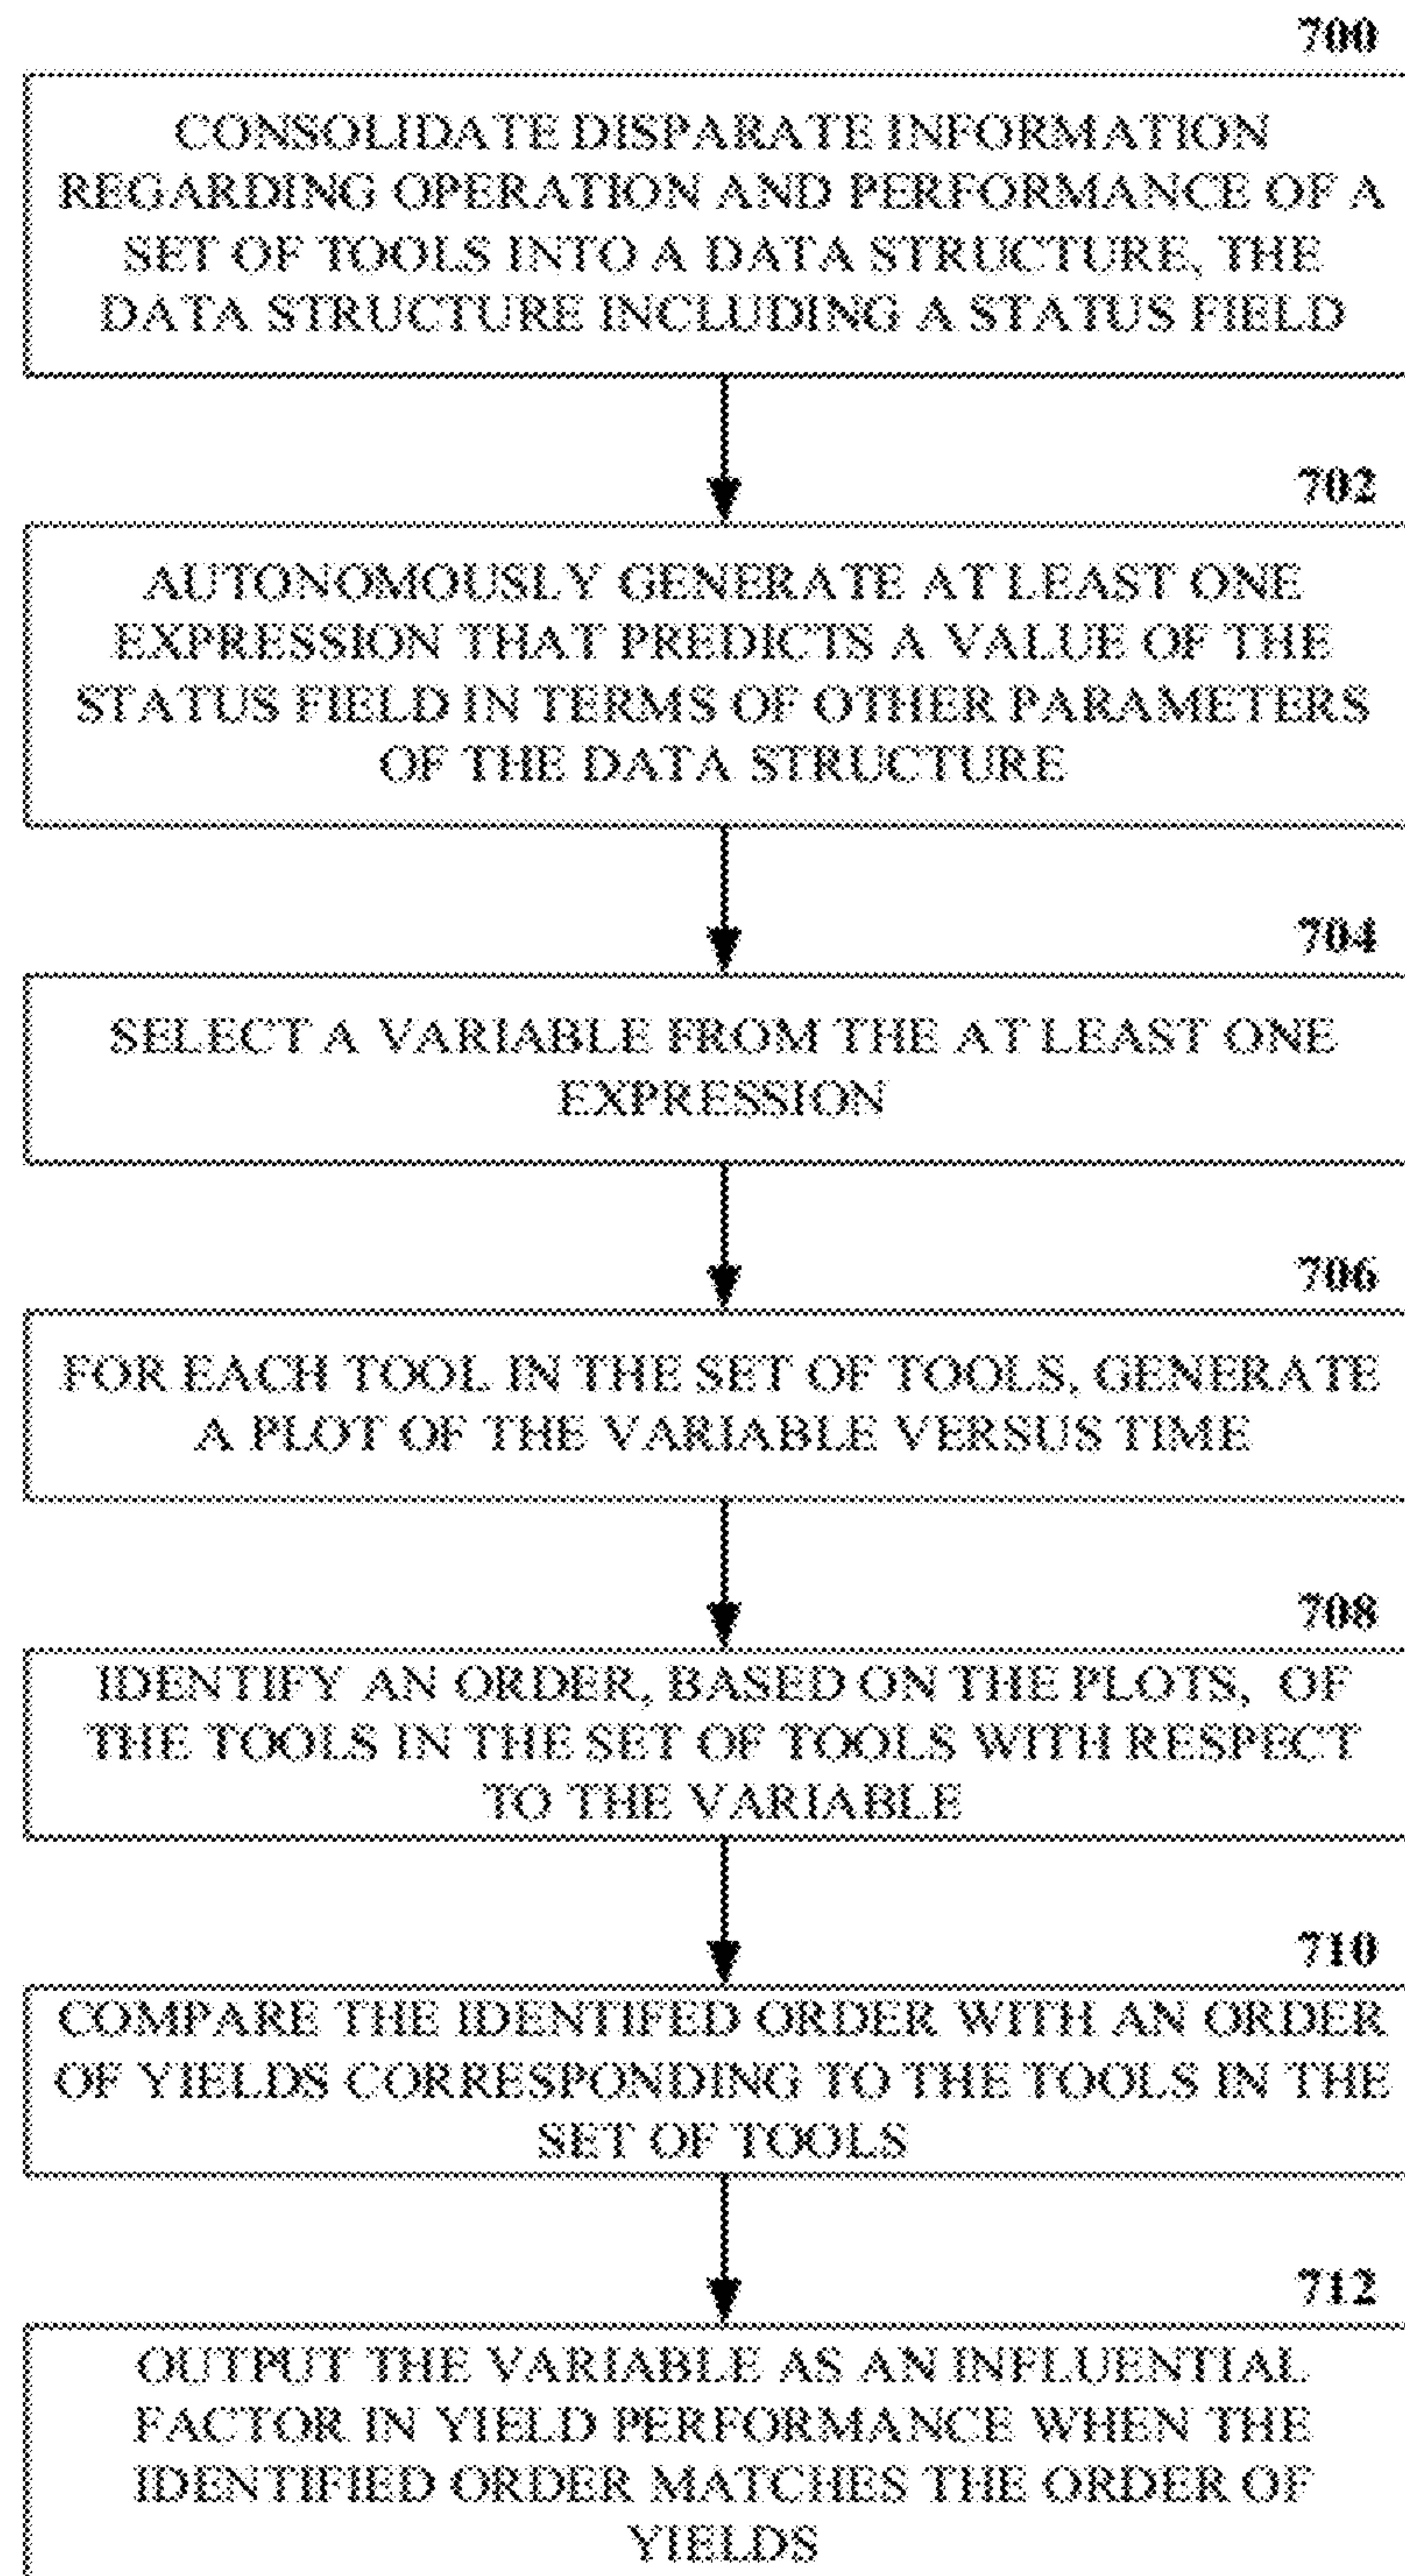 700
CONSOLIDATE DISPARATE INFORMATION
REGARDING OPERATION AND PERFORMANCE OF A
SET OF TOOLS INTO A DATA STRUCTURE, THE
DATA STRUCTURE INCLUDING A STATUS FIELD
702
AUTONOMOUSLY GENERATE AT LEAST ONE
EXPRESSION THAT PREDICTS A VALUE OF THE
STATUS FIELD IN TERMS OF OTHER PARAMETERS
OF THE DATA STRUCTURE
704
SELECT A VARIABLE FROM THE AT LEAST ONE
EXPRESSION
706
FOR EACH TOOL IN THE SET OF TOOLS, GENERATE
A PLOT OF THE VARIABLE VERSUS TIME
708
IDENTIFY AN ORDER, BASED ON THE PLOTS, OF
THE TOOLS IN THE SET OF TOOLS WITH RESPECT
TO THE VARIABLE
710
COMPARE THE IDENTIFED ORDER WITH AN ORDER
OF YIELDS CORRESPONDING TO THE TOOLS IN THE
SET OF TOOLS
712
OUTPUT THE VARIABLE AS AN INFLUENTIAL
FACTOR IN YIELD PERFORMANCE WHEN THE
IDENTIFIED ORDER MATCHES THE ORDER OF
YIELDS